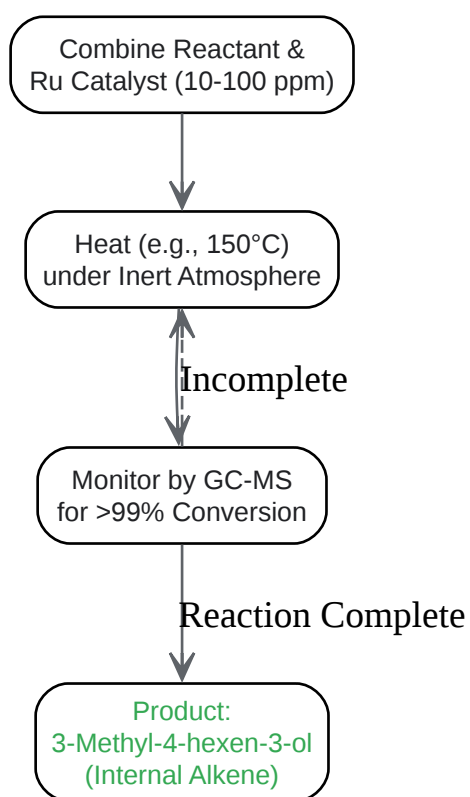 Combine Reactant &
Ru Catalyst (10-100 ppm)
Heat (e.g., 150°C)
under Inert Atmosphere
Incomplete
Monitor by GC-MS
for >99% Conversion
Reaction Complete
Product:
3-Methyl-4-hexen-3-ol
(Internal Alkene)